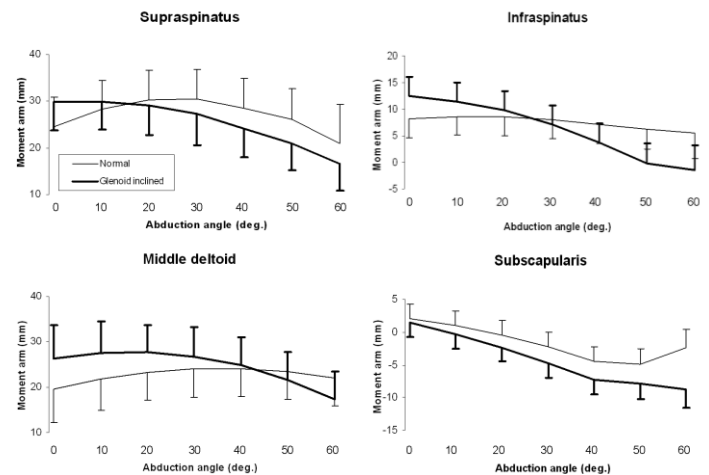 Supraspinatus
Moment arm (mm)
40
30
20
10
Normal
Glenoid inclined
0 10 20 30 40 50 60
Abduction angle (deg.)
Infraspinatus
Moment arm (mm)
20
15
10
5
0
-5
0 10 20 30 40 50 60
Abduction angle (deg.)
Middle deltoid
Moment arm (mm)
40
30
20
10
0 10 20 30 40 50 60
Abduction angle (deg.)
Subscapularis
Moment arm (mm)
5
0
-5
-10
-15
0 10 20 30 40 50 60
Abduction angle (deg.)